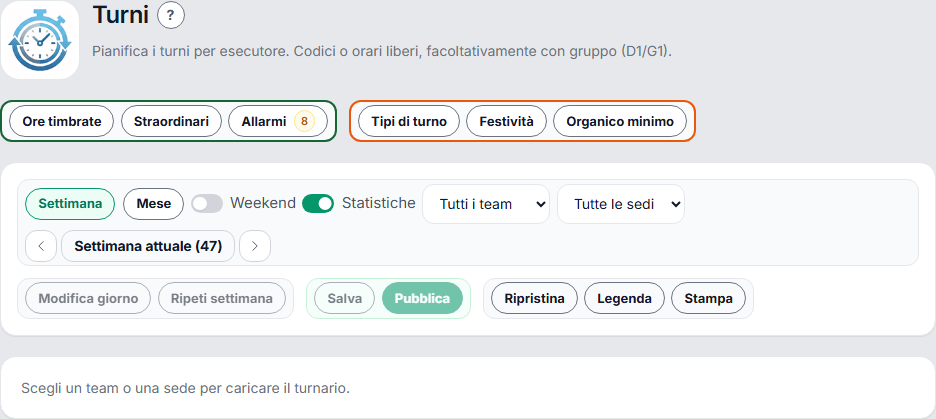 Turni ?
Pianifica i turni per esecutore. Codici o orari liberi, facoltativamente con gruppo (D1/G1).
Ore timbrate Straordinari Allarmi 8 Tipi di turno Festività Organico minimo
Settimana Mese Weekend Statistiche Tutti i team Tutte le sedi
Settimana attuale (47)
Modifica giorno Ripeti settimana Salva Pubblica Ripristina Legenda Stampa
Scegli un team o una sede per caricare il turnario.